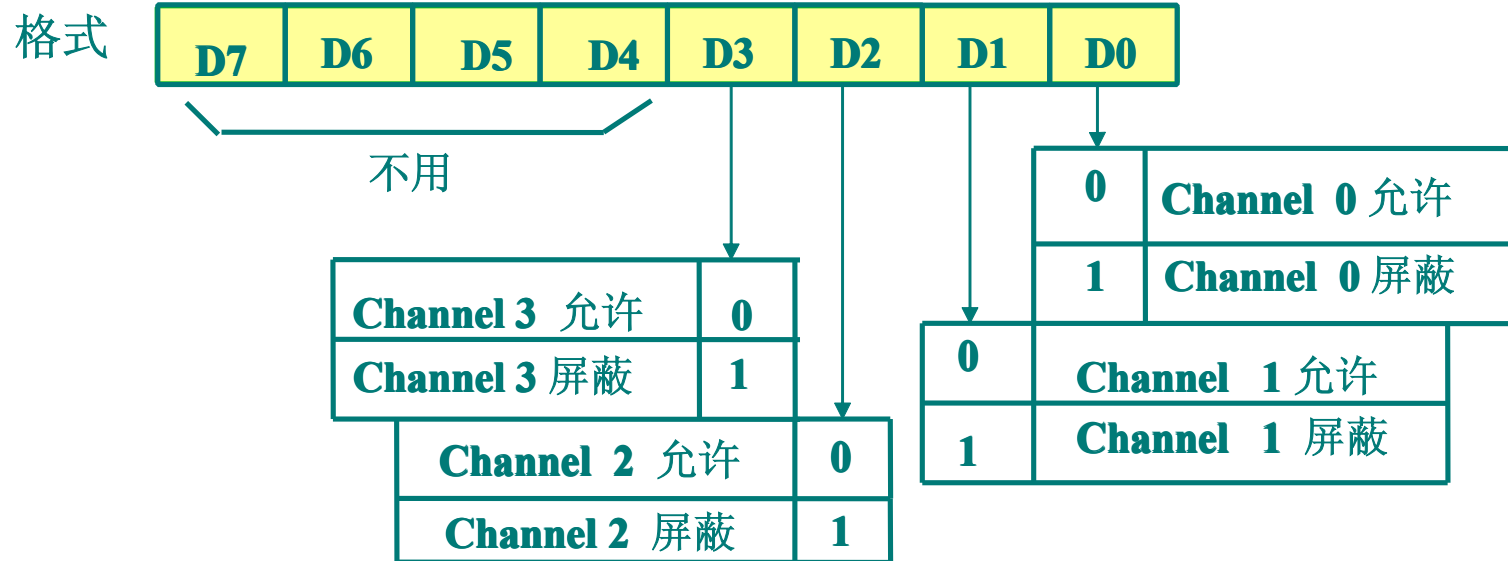 格式 D7 D6 D5 D4 D3 D2 D1 D0
不用
0 Channel 0 允许
1 Channel 0 屏蔽
Channel 3 允许 0
Channel 3 屏蔽 1
0 Channel 1 允许
1 Channel 1 屏蔽
Channel 2 允许 0
Channel 2 屏蔽 1